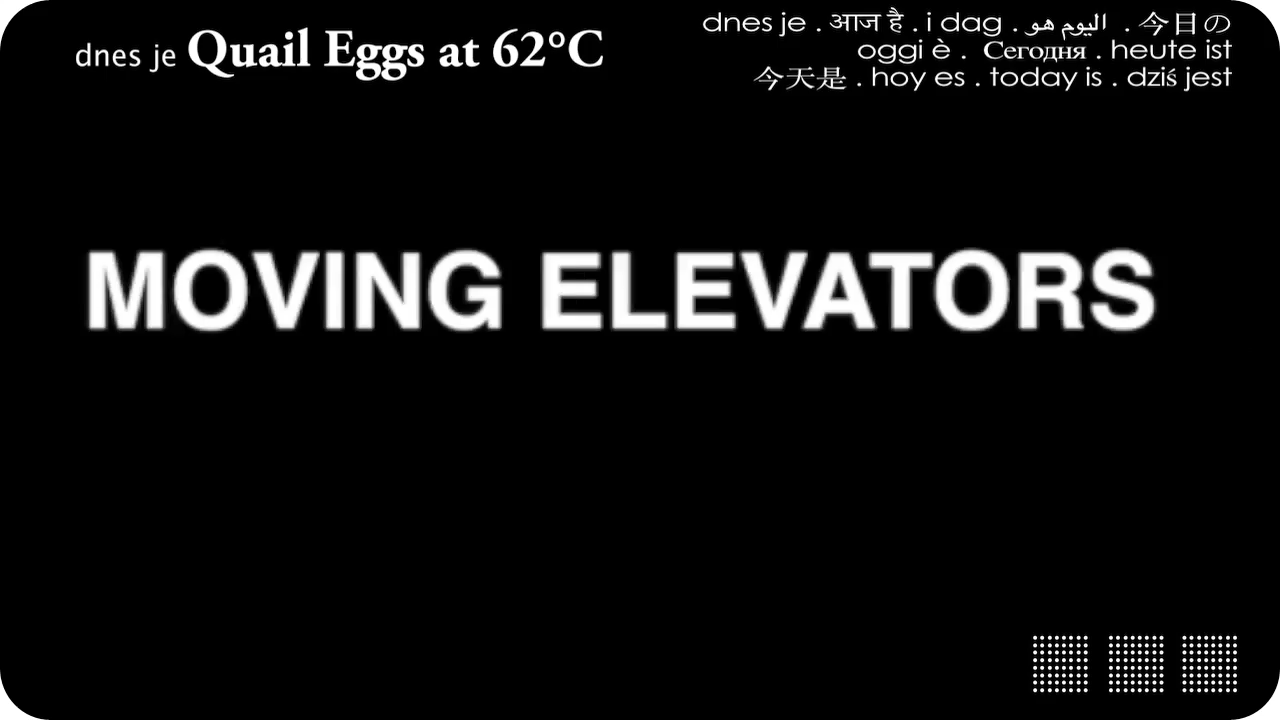 dnes je Quail Eggs at 62°C
dnes je . आज है . i dag . اليوم هو . 今日の
oggi è . Сегодня . heute ist
今天是 . hoy es . today is . dziś jest
MOVING ELEVATORS